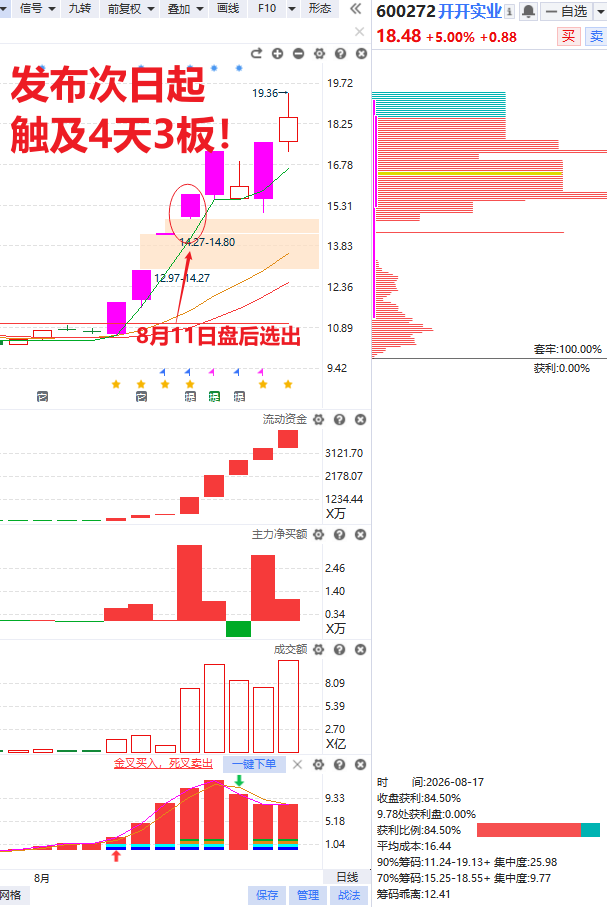 信号 九转 前复权 叠加 画线 F10 形态
600272 开开实业 自选
18.48 +5.00% +0.88 买 卖
发布次日起
触及4天3板！
19.36
19.72
18.25
16.78
15.31
13.83
12.36
10.89
9.42
14.27-14.80
12.97-14.27
8月11日盘后选出
套牢:100.00%
获利:0.00%
流动资金
3121.70
2178.07
1234.44
X万
主力净买额
2.46
1.40
0.34
X万
成交额
8.09
5.39
2.70
X亿
金叉买入，死叉卖出 一键下单
9.33
5.18
1.04
时 间:2026-08-17
收盘获利:84.50%
9.78处获利盘:0.00%
获利比例:84.50%
平均成本:16.44
90%筹码:11.24-19.13+ 集中度:25.98
70%筹码:15.25-18.55+ 集中度:9.77
筹码乖离:12.41
8月 日线
网格 保存 管理 战法